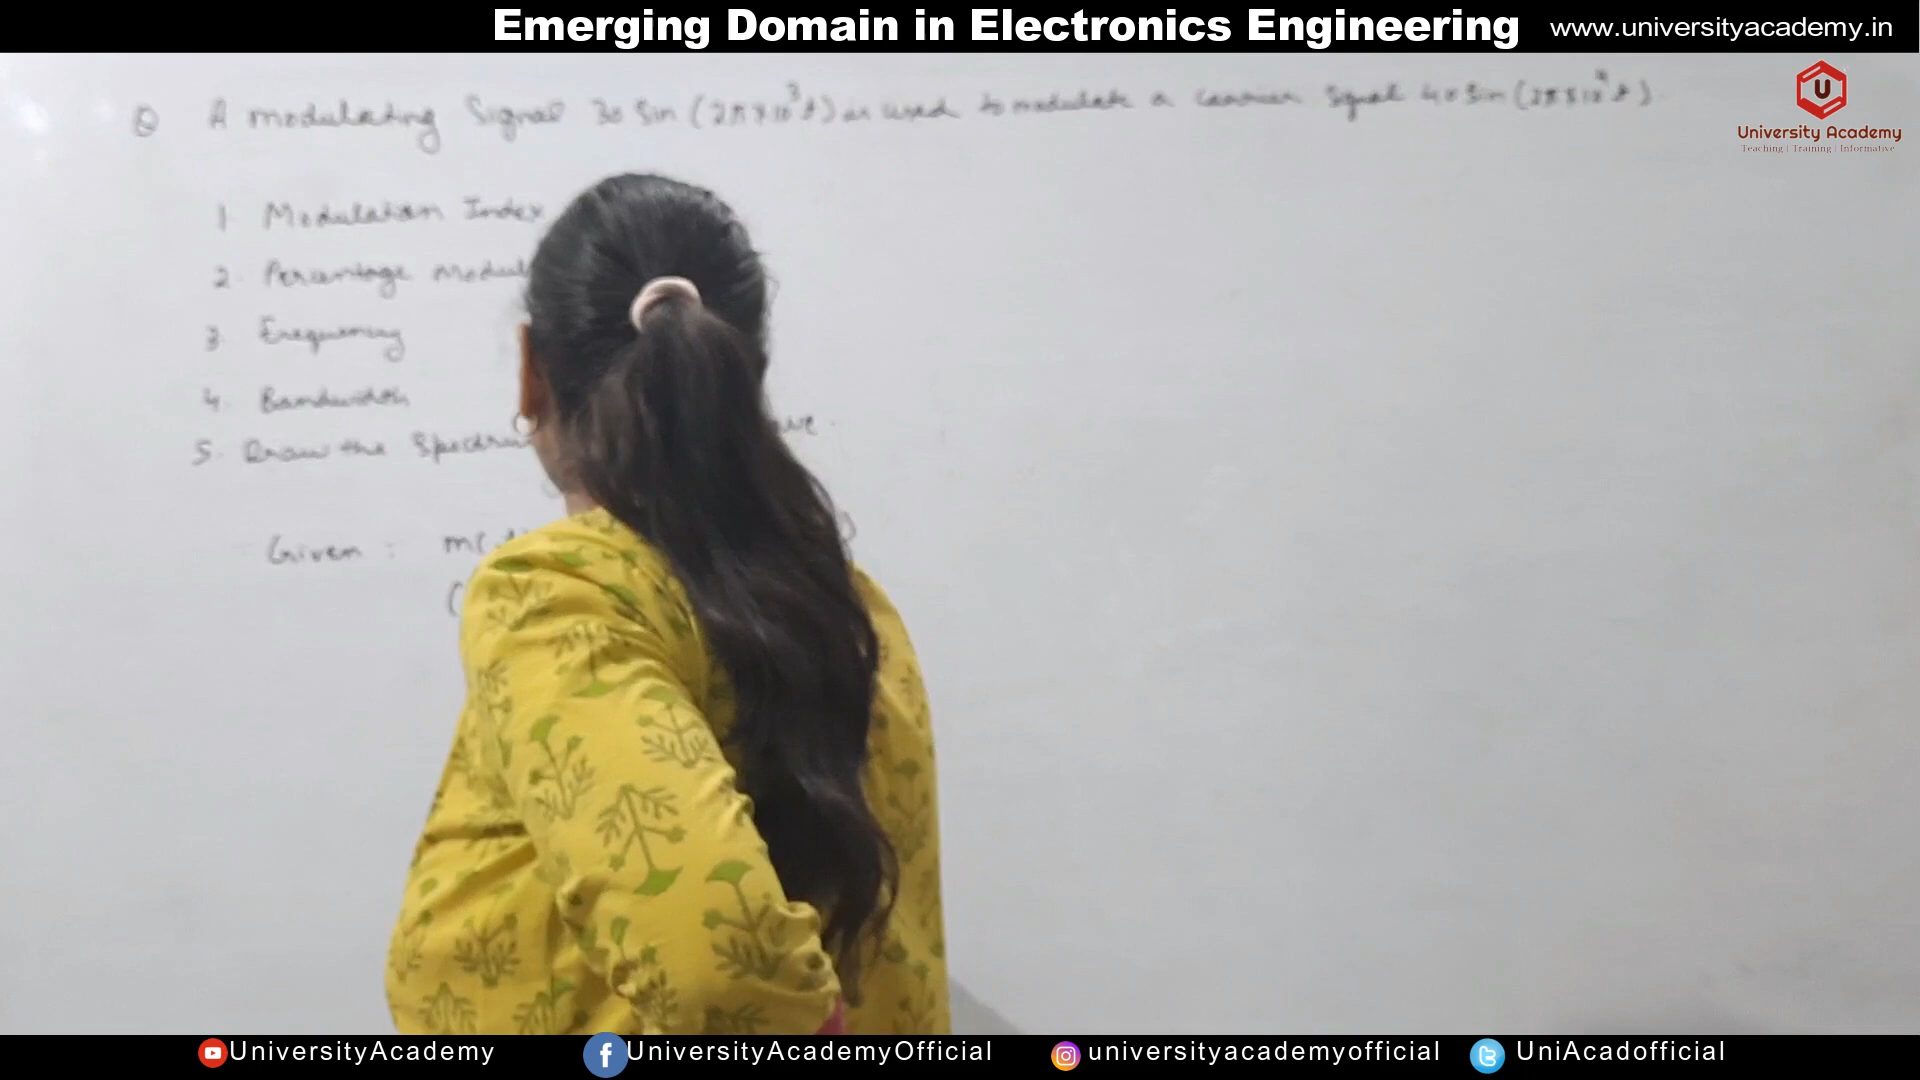 Emerging Domain in Electronics Engineering www.universityacademy.in
U
University Academy
Teaching | Training | Informative
Q A modulating Signal 30 Sin (2π×10³t) is used to modulate a carrier Signal 40 Sin (2π×10⁴t).
1. Modulation Index
2. Percentage Modul
3. Frequency
4. Bandwidth
5. Draw the Spectru
Given : m(
UniversityAcademy UniversityAcademyOfficial universityacademyofficial UniAcadofficial